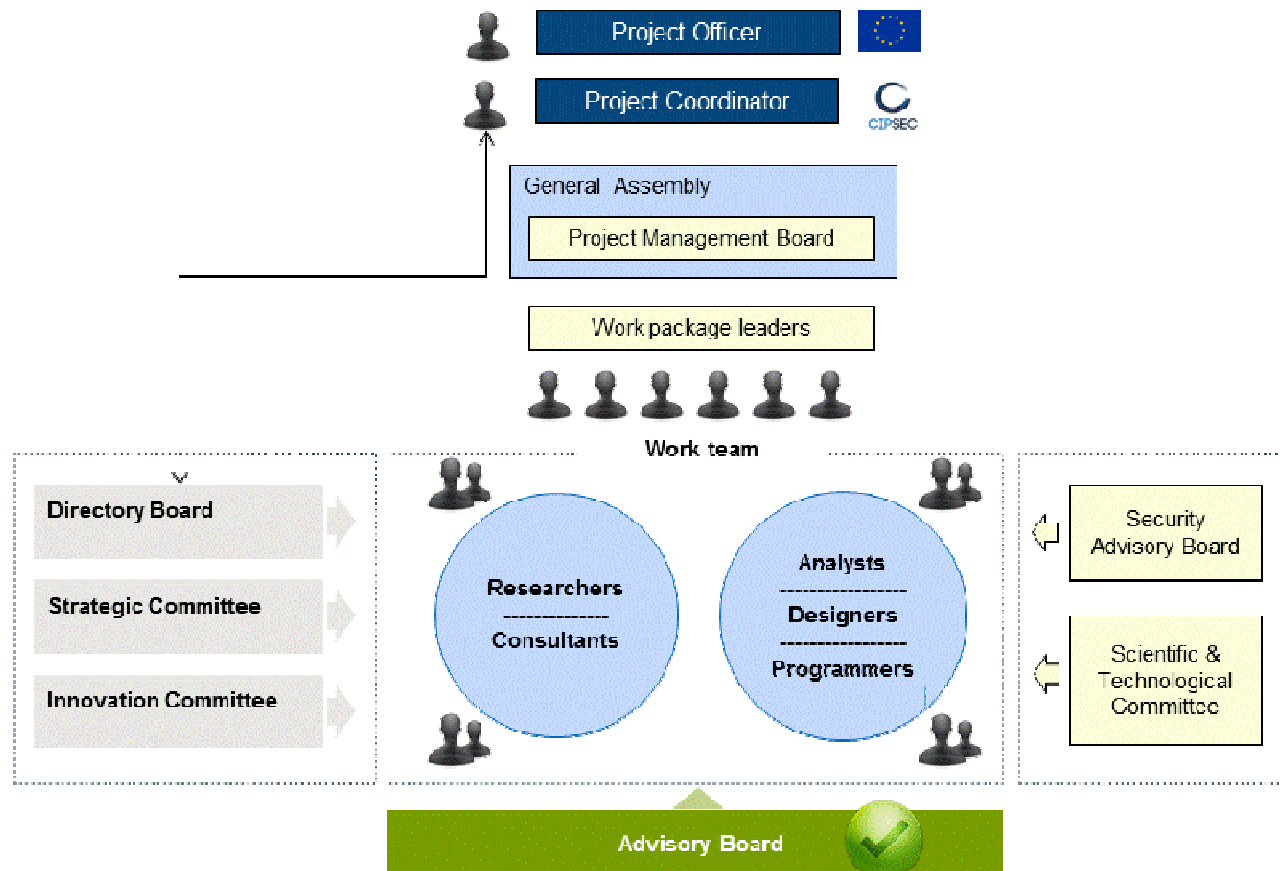 Project Officer
Project Coordinator
CIPSEC
General Assembly
Project Management Board
Work package leaders
Work team
Directory Board
Strategic Committee
Innovation Committee
Researchers
--------------
Consultants
Analysts
-----------------
Designers
-----------------
Programmers
Security
Advisory Board
Scientific &
Technological
Committee
Advisory Board